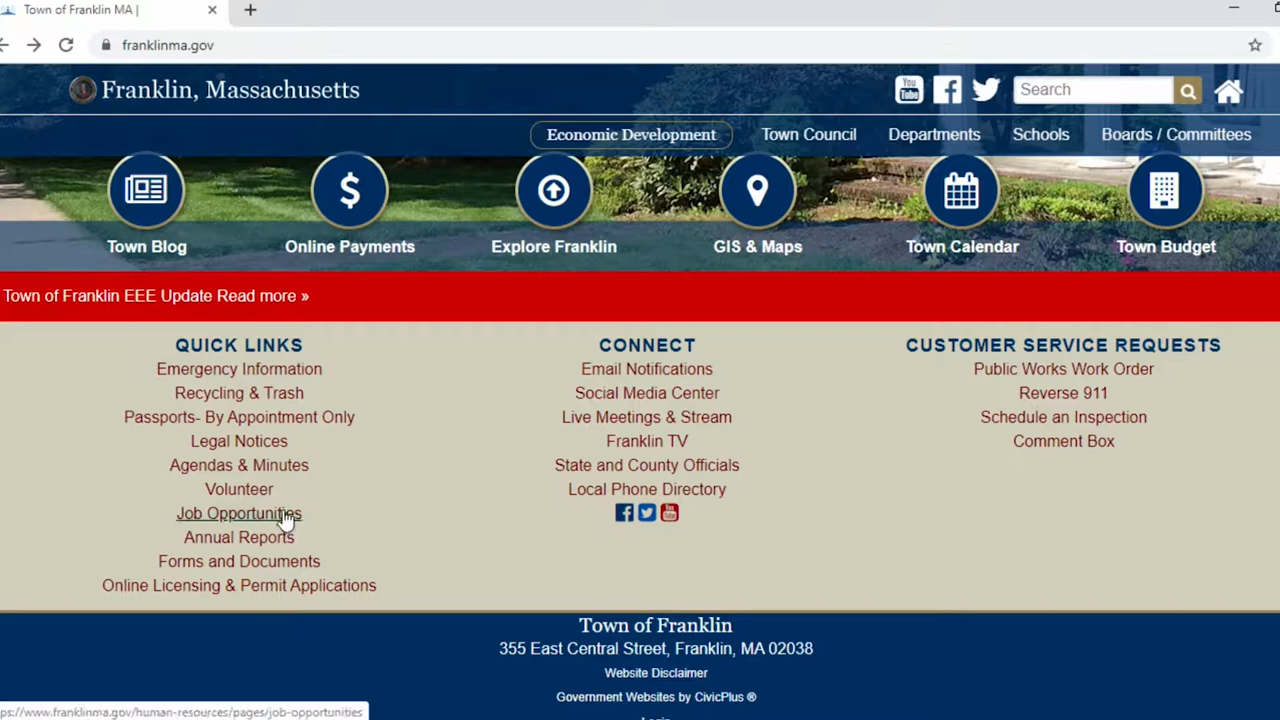 Town of Franklin MA |
franklinma.gov
Franklin, Massachusetts
You Tube
Search
Economic Development Town Council Departments Schools Boards / Committees
Town Blog Online Payments Explore Franklin GIS & Maps Town Calendar Town Budget
Town of Franklin EEE Update Read more »
QUICK LINKS
Emergency Information
Recycling & Trash
Passports- By Appointment Only
Legal Notices
Agendas & Minutes
Volunteer
Job Opportunities
Annual Reports
Forms and Documents
Online Licensing & Permit Applications
CONNECT
Email Notifications
Social Media Center
Live Meetings & Stream
Franklin TV
State and County Officials
Local Phone Directory
CUSTOMER SERVICE REQUESTS
Public Works Work Order
Reverse 911
Schedule an Inspection
Comment Box
Town of Franklin
355 East Central Street, Franklin, MA 02038
Website Disclaimer
Government Websites by CivicPlus ®
Login
ps://www.franklinma.gov/human-resources/pages/job-opportunities